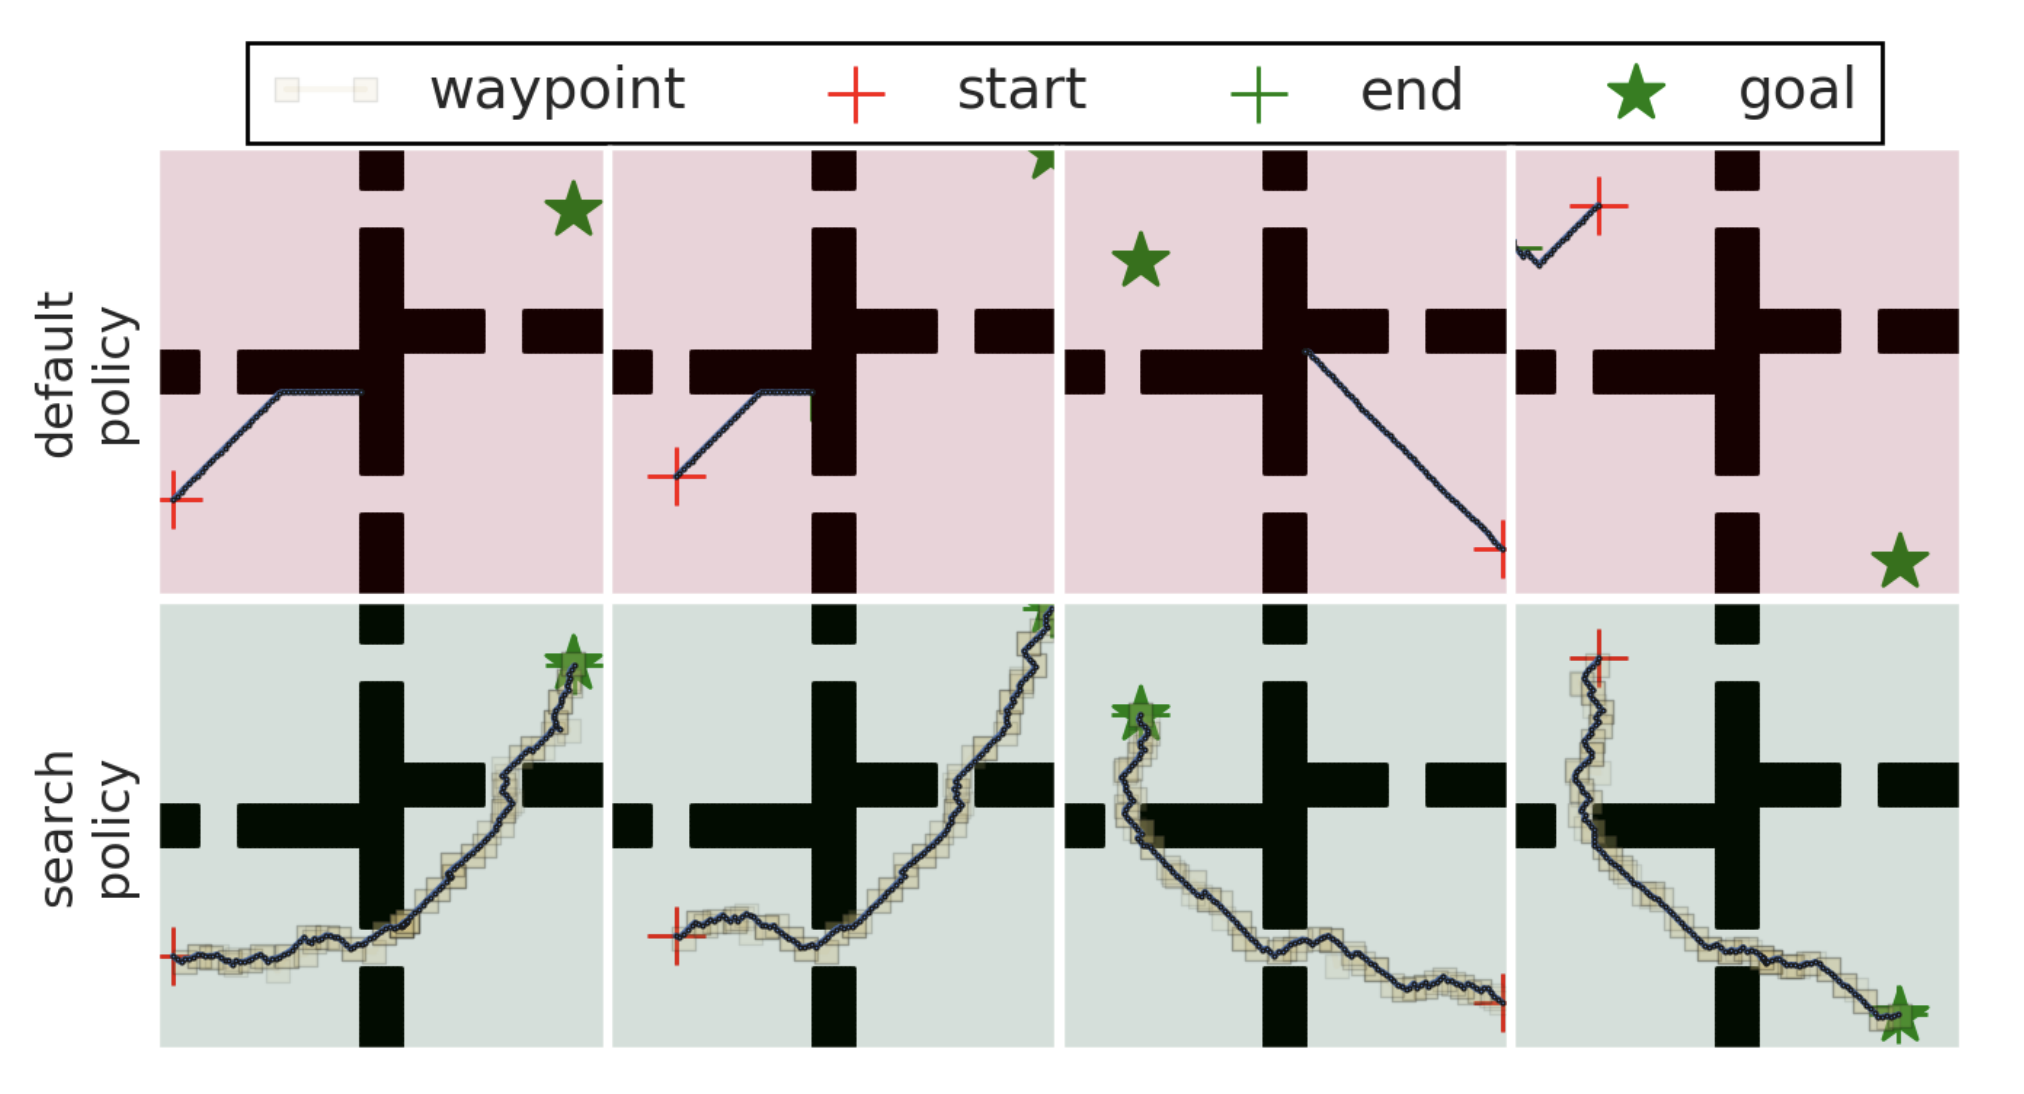 waypoint start end goal
default
policy
search
policy